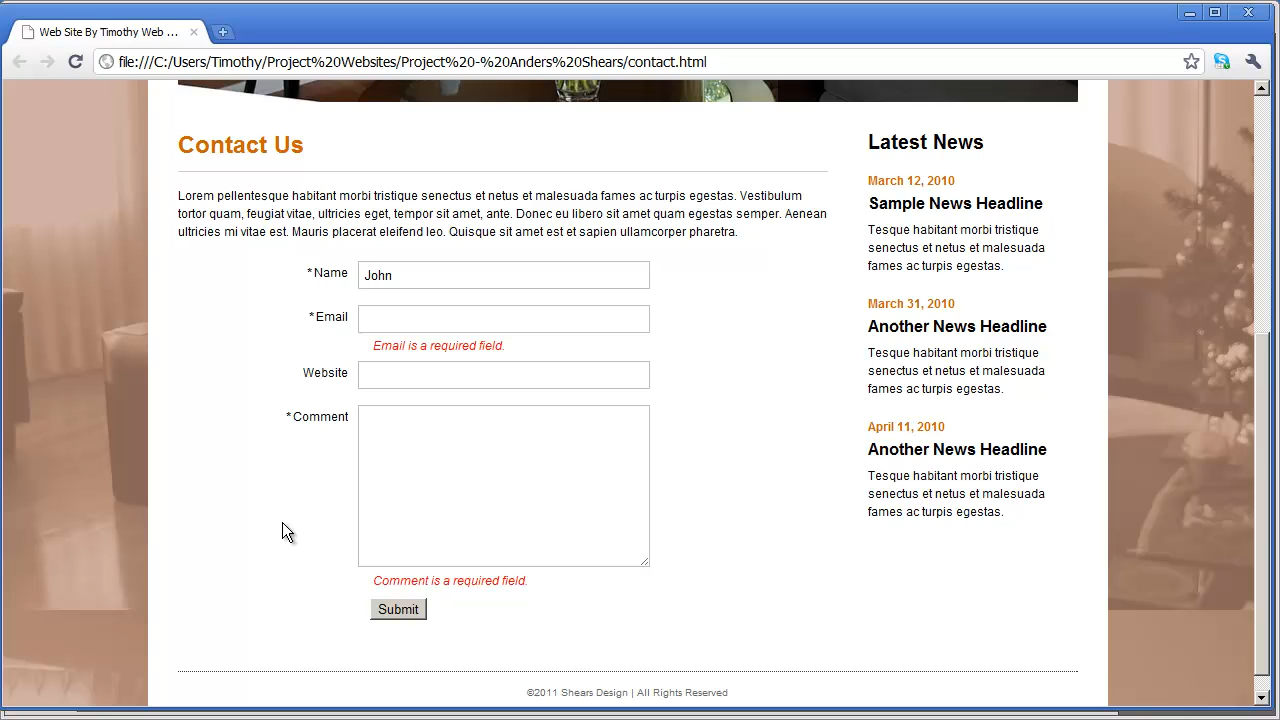 Web Site By Timothy Web ...
file:///C:/Users/Timothy/Project%20Websites/Project%20-%20Anders%20Shears/contact.html
Contact Us
Lorem pellentesque habitant morbi tristique senectus et netus et malesuada fames ac turpis egestas. Vestibulum
tortor quam, feugiat vitae, ultricies eget, tempor sit amet, ante. Donec eu libero sit amet quam egestas semper. Aenean
ultricies mi vitae est. Mauris placerat eleifend leo. Quisque sit amet est et sapien ullamcorper pharetra.
*Name
John
*Email
Email is a required field.
Website
*Comment
Comment is a required field.
Submit
Latest News
March 12, 2010
Sample News Headline
Tesque habitant morbi tristique
senectus et netus et malesuada
fames ac turpis egestas.
March 31, 2010
Another News Headline
Tesque habitant morbi tristique
senectus et netus et malesuada
fames ac turpis egestas.
April 11, 2010
Another News Headline
Tesque habitant morbi tristique
senectus et netus et malesuada
fames ac turpis egestas.
©2011 Shears Design | All Rights Reserved